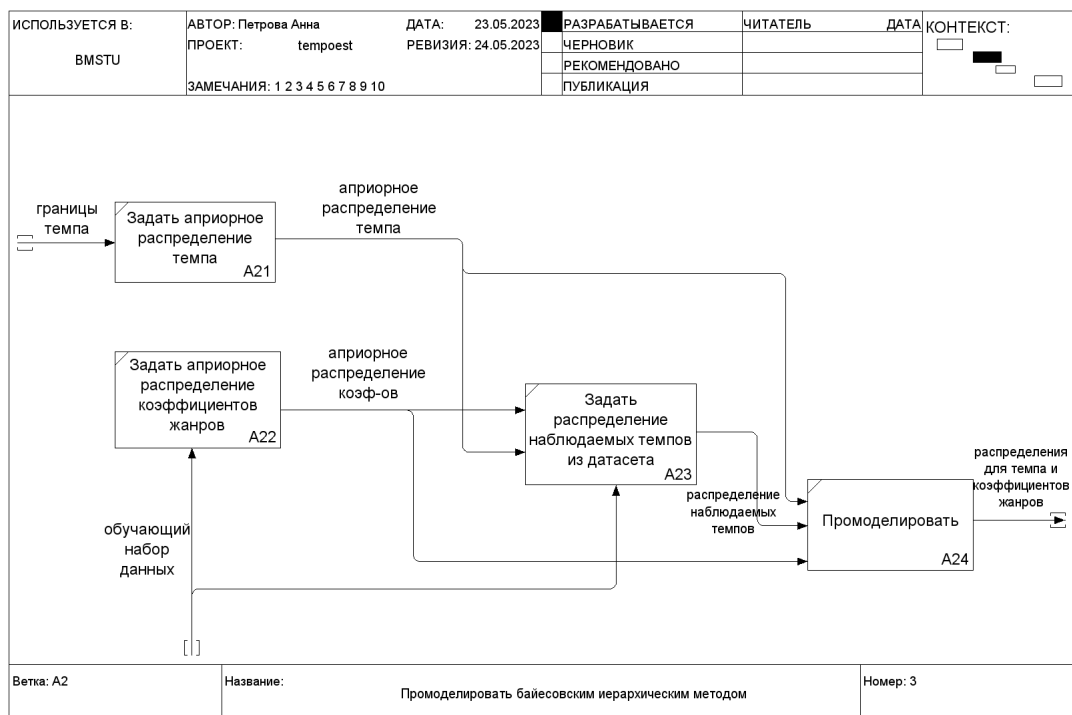 ИСПОЛЬЗУЕТСЯ В:
BMSTU
АВТОР: Петрова Анна
ДАТА: 23.05.2023
ПРОЕКТ: tempoest
РЕВИЗИЯ: 24.05.2023
ЗАМЕЧАНИЯ: 1 2 3 4 5 6 7 8 9 10
РАЗРАБАТЫВАЕТСЯ
ЧЕРНОВИК
РЕКОМЕНДОВАНО
ПУБЛИКАЦИЯ
ЧИТАТЕЛЬ
ДАТА
КОНТЕКСТ:
границы
темпа
Задать априорное
распределение
темпа
A21
априорное
распределение
темпа
Задать априорное
распределение
коэффициентов
жанров
A22
априорное
распределение
коэф-ов
Задать
распределение
наблюдаемых темпов
из датасета
A23
распределение
наблюдаемых
темпов
Промоделировать
A24
распределения
для темпа и
коэффициентов
жанров
обучающий
набор
данных
Ветка: A2
Название:
Промоделировать байесовским иерархическим методом
Номер: 3